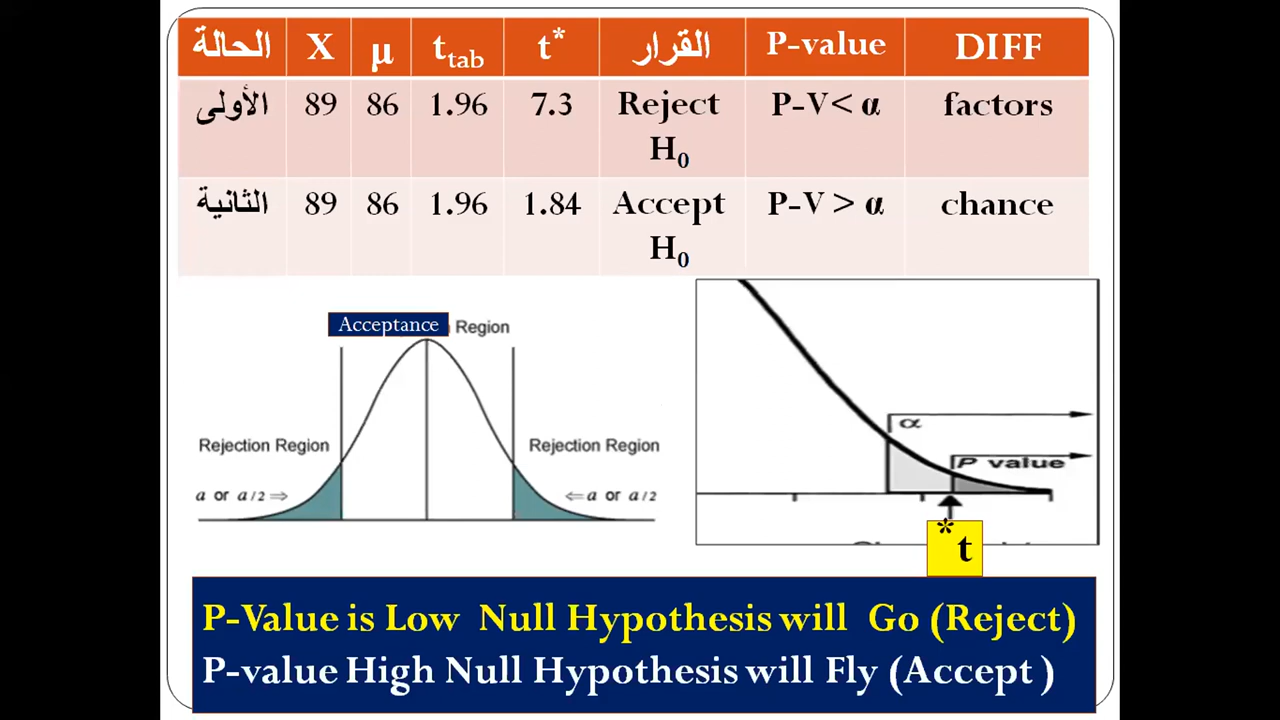 الحالة X μ t_tab t* القرار P-value DIFF
الأولى 89 86 1.96 7.3 Reject H₀ P-V< α factors
الثانية 89 86 1.96 1.84 Accept H₀ P-V > α chance
Acceptance Region
Rejection Region
Rejection Region
a or a/2 ⇒
⇐ a or a/2
α
P value
*t
P-Value is Low Null Hypothesis will Go (Reject)
P-value High Null Hypothesis will Fly (Accept )